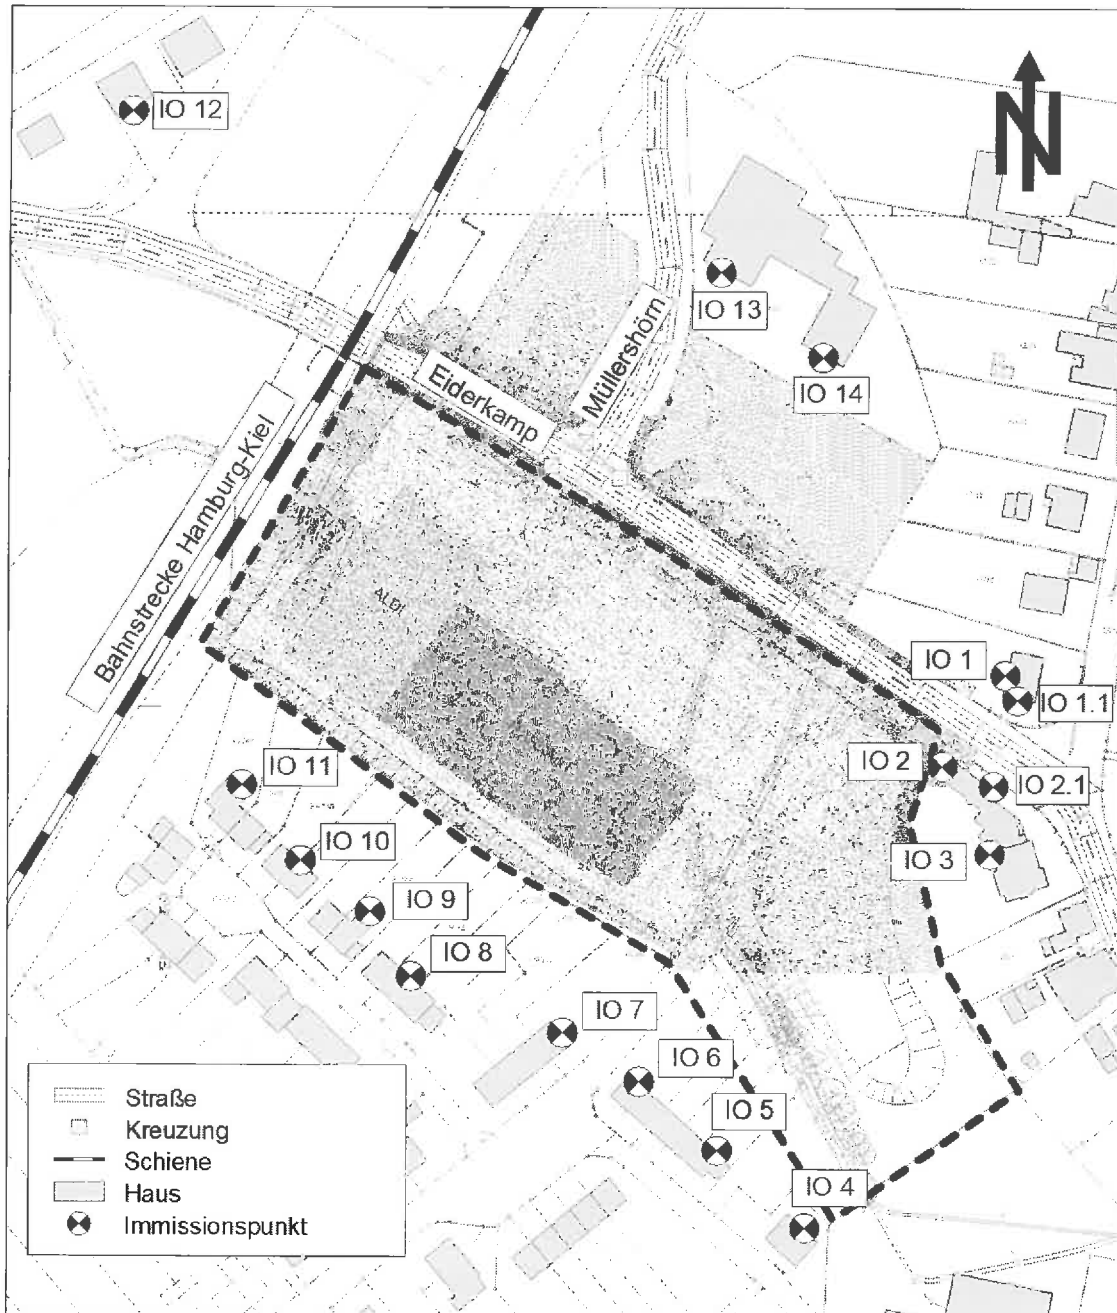 IO 12
N
IO 13
Müllershörn
Eiderkamp
IO 14
Bahnstrecke Hamburg-Kiel
ALDI
IO 1
IO 1.1
IO 2
IO 2.1
IO 11
IO 10
IO 3
IO 9
IO 8
IO 7
IO 6
IO 5
IO 4
Straße
Kreuzung
Schiene
Haus
Immissionspunkt